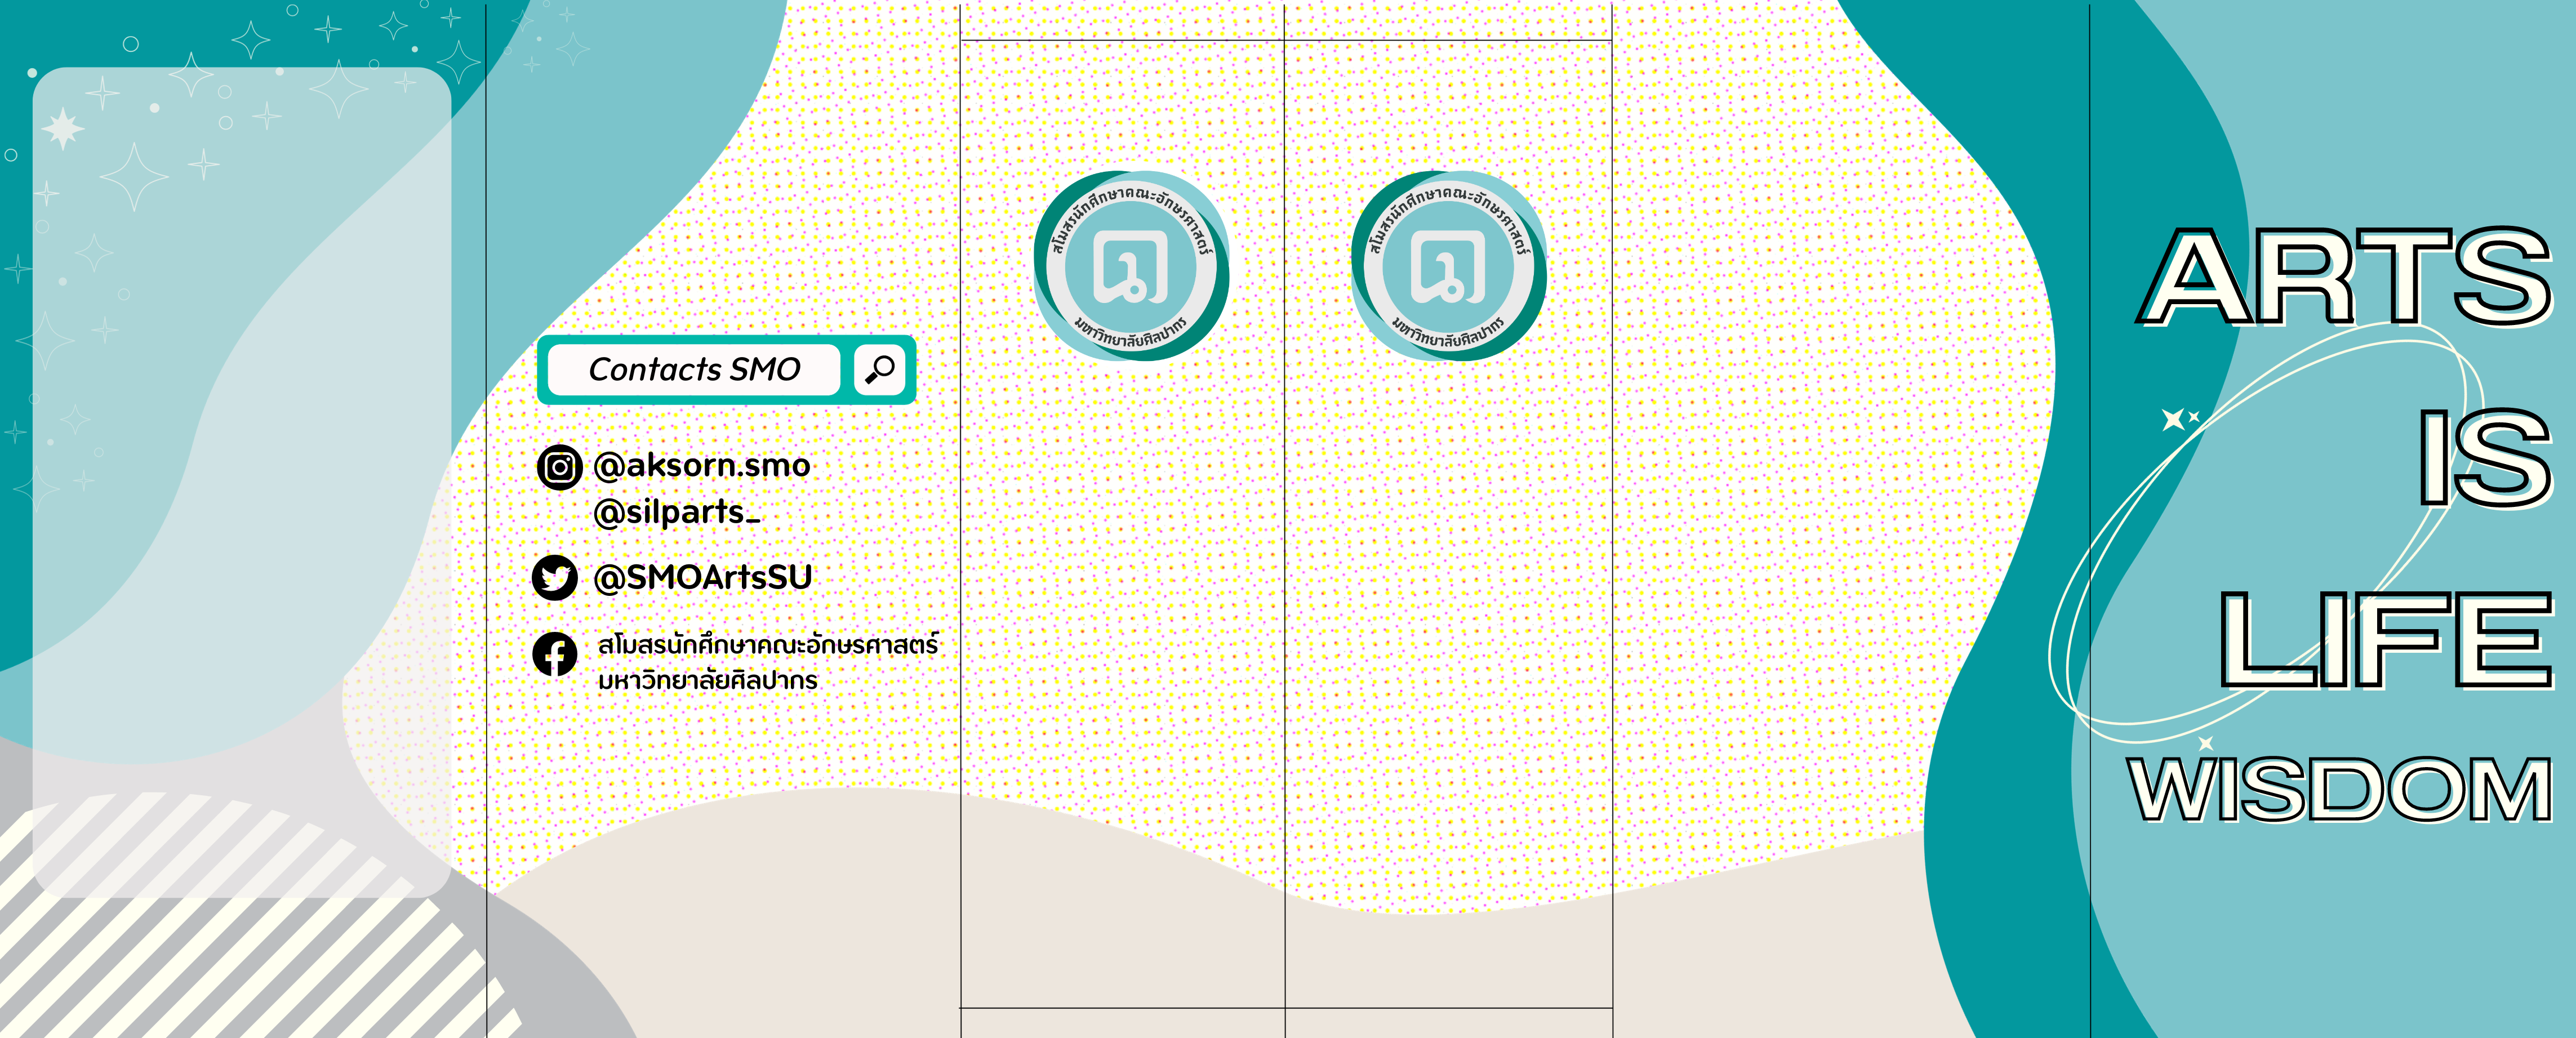 Contacts SMO
@aksorn.smo
@silparts_
@SMOArtsSU
สโมสรนักศึกษาคณะอักษรศาสตร์
มหาวิทยาลัยศิลปากร
สโมสรนักศึกษาคณะอักษรศาสตร์
มหาวิทยาลัยศิลปากร
สโมสรนักศึกษาคณะอักษรศาสตร์
มหาวิทยาลัยศิลปากร
ARTS
IS
LIFE
WISDOM